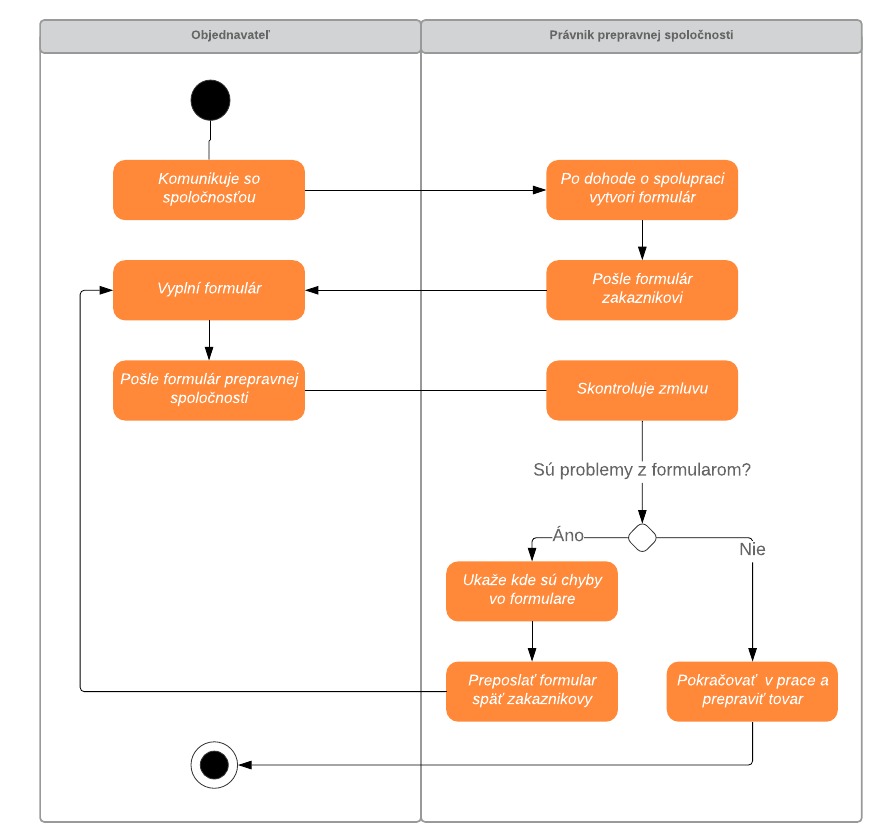 Objednavateľ
Právnik prepravnej spoločnosti
Komunikuje so
spoločnosťou
Po dohode o spolupraci
vytvori formulár
Vyplní formulár
Pošle formulár
zakaznikovi
Pošle formulár prepravnej
spoločnosti
Skontroluje zmluvu
Sú problemy z formularom?
Áno
Nie
Ukaže kde sú chyby
vo formulare
Preposlať formular
späť zakaznikovy
Pokračovať v prace a
prepraviť tovar